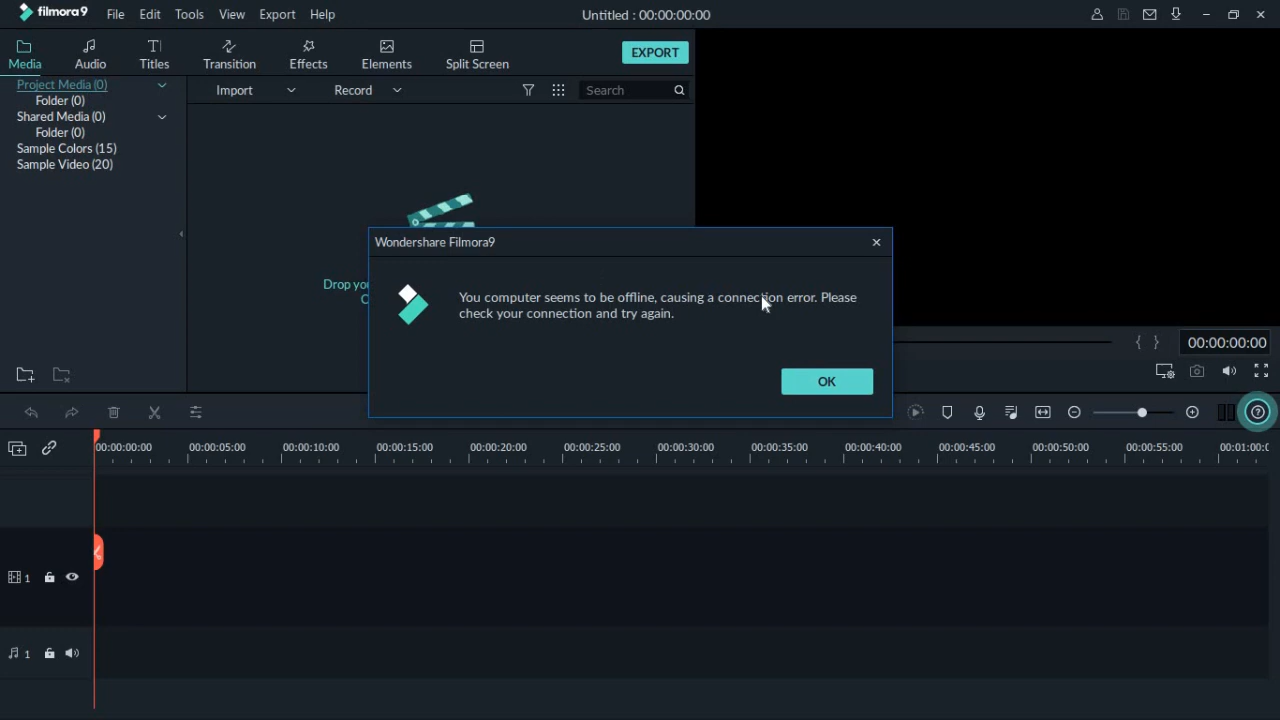 filmora9 File Edit Tools View Export Help Untitled : 00:00:00:00
Media Audio Titles Transition Effects Elements Split Screen EXPORT
Project Media (0)
Folder (0)
Shared Media (0)
Folder (0)
Sample Colors (15)
Sample Video (20)
Import Record Search
Drop you
Wondershare Filmora9
You computer seems to be offline, causing a connection error. Please
check your connection and try again.
OK
{ } 00:00:00:00
00:00:00:00 00:00:05:00 00:00:10:00 00:00:15:00 00:00:20:00 00:00:25:00 00:00:30:00 00:00:35:00 00:00:40:00 00:00:45:00 00:00:50:00 00:00:55:00 00:01:00:0
1
1